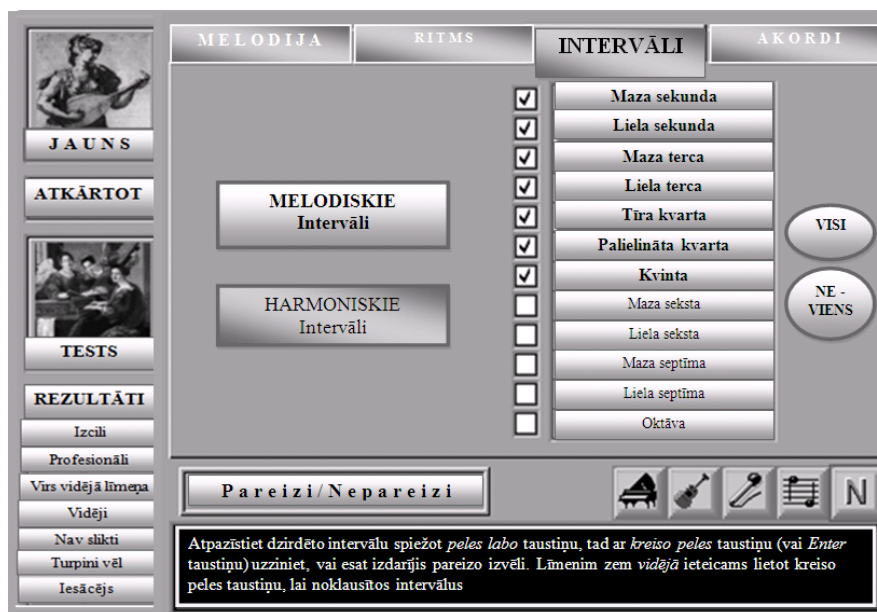 MELODIJA
RITMS
INTERVĀLI
AKORDI
JAUNS
ATKĀRTOT
TESTS
REZULTĀTI
Izcili
Profesionāli
Virs vidējā līmeņa
Vidēji
Nav slikti
Turpini vēl
Iesācējs
MELODISKIE
Intervāli
HARMONISKIE
Intervāli
Maza sekunda
Liela sekunda
Maza terca
Liela terca
Tīra kvarta
Palielināta kvarta
Kvinta
Maza seksta
Liela seksta
Maza septīma
Liela septīma
Oktāva
VISI
NE -
VIENS
Pareizi/Nepareizi
N
Atpazīstiet dzirdēto intervālu spiežot peles labo taustiņu, tad ar kreiso peles taustiņu (vai Enter
taustiņu) uzziniet, vai esat izdarījis pareizo izvēli. Līmenim zem vidējā ieteicams lietot kreiso
peles taustiņu, lai noklausītos intervālus